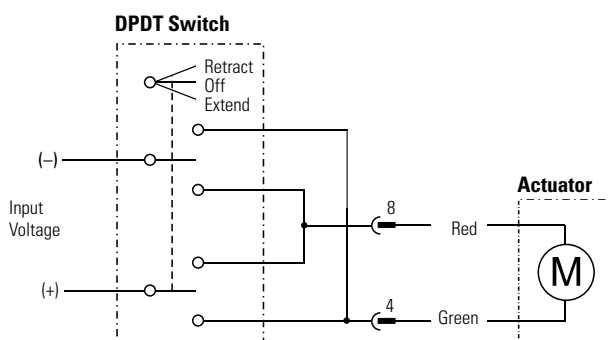 DPDT Switch
Retract
Off
Extend
(–)
Input
Voltage
(+)
8
Red
4
Green
Actuator
M